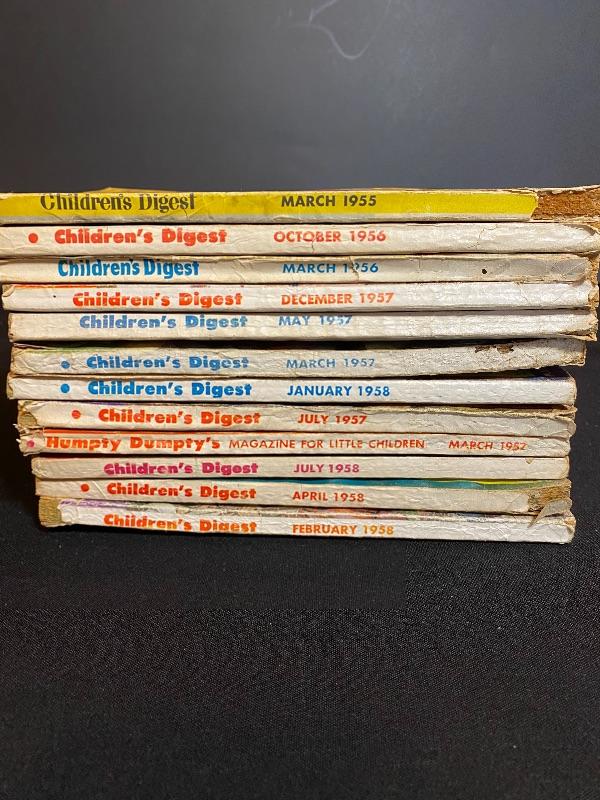 Children's Digest MARCH 1955
• Children's Digest OCTOBER 1956
Children's Digest MARCH 1956
Children's Digest DECEMBER 1957
Children's Digest MAY 1957
• Children's Digest MARCH 1957
• Children's Digest JANUARY 1958
• Children's Digest JULY 1957
• Humpty Dumpty's MAGAZINE FOR LITTLE CHILDREN MARCH 1957
Children's Digest JULY 1958
• Children's Digest APRIL 1958
Children's Digest FEBRUARY 1958